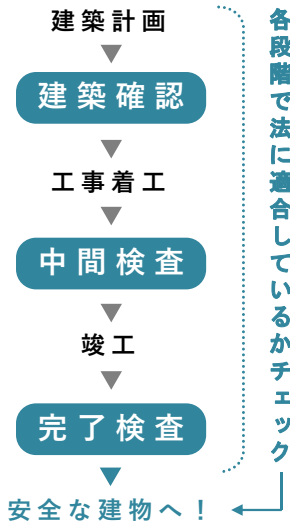 建築計画
建築確認
工事着工
中間検査
竣工
完了検査
安全な建物へ！
各段階で法に適合しているかチェック